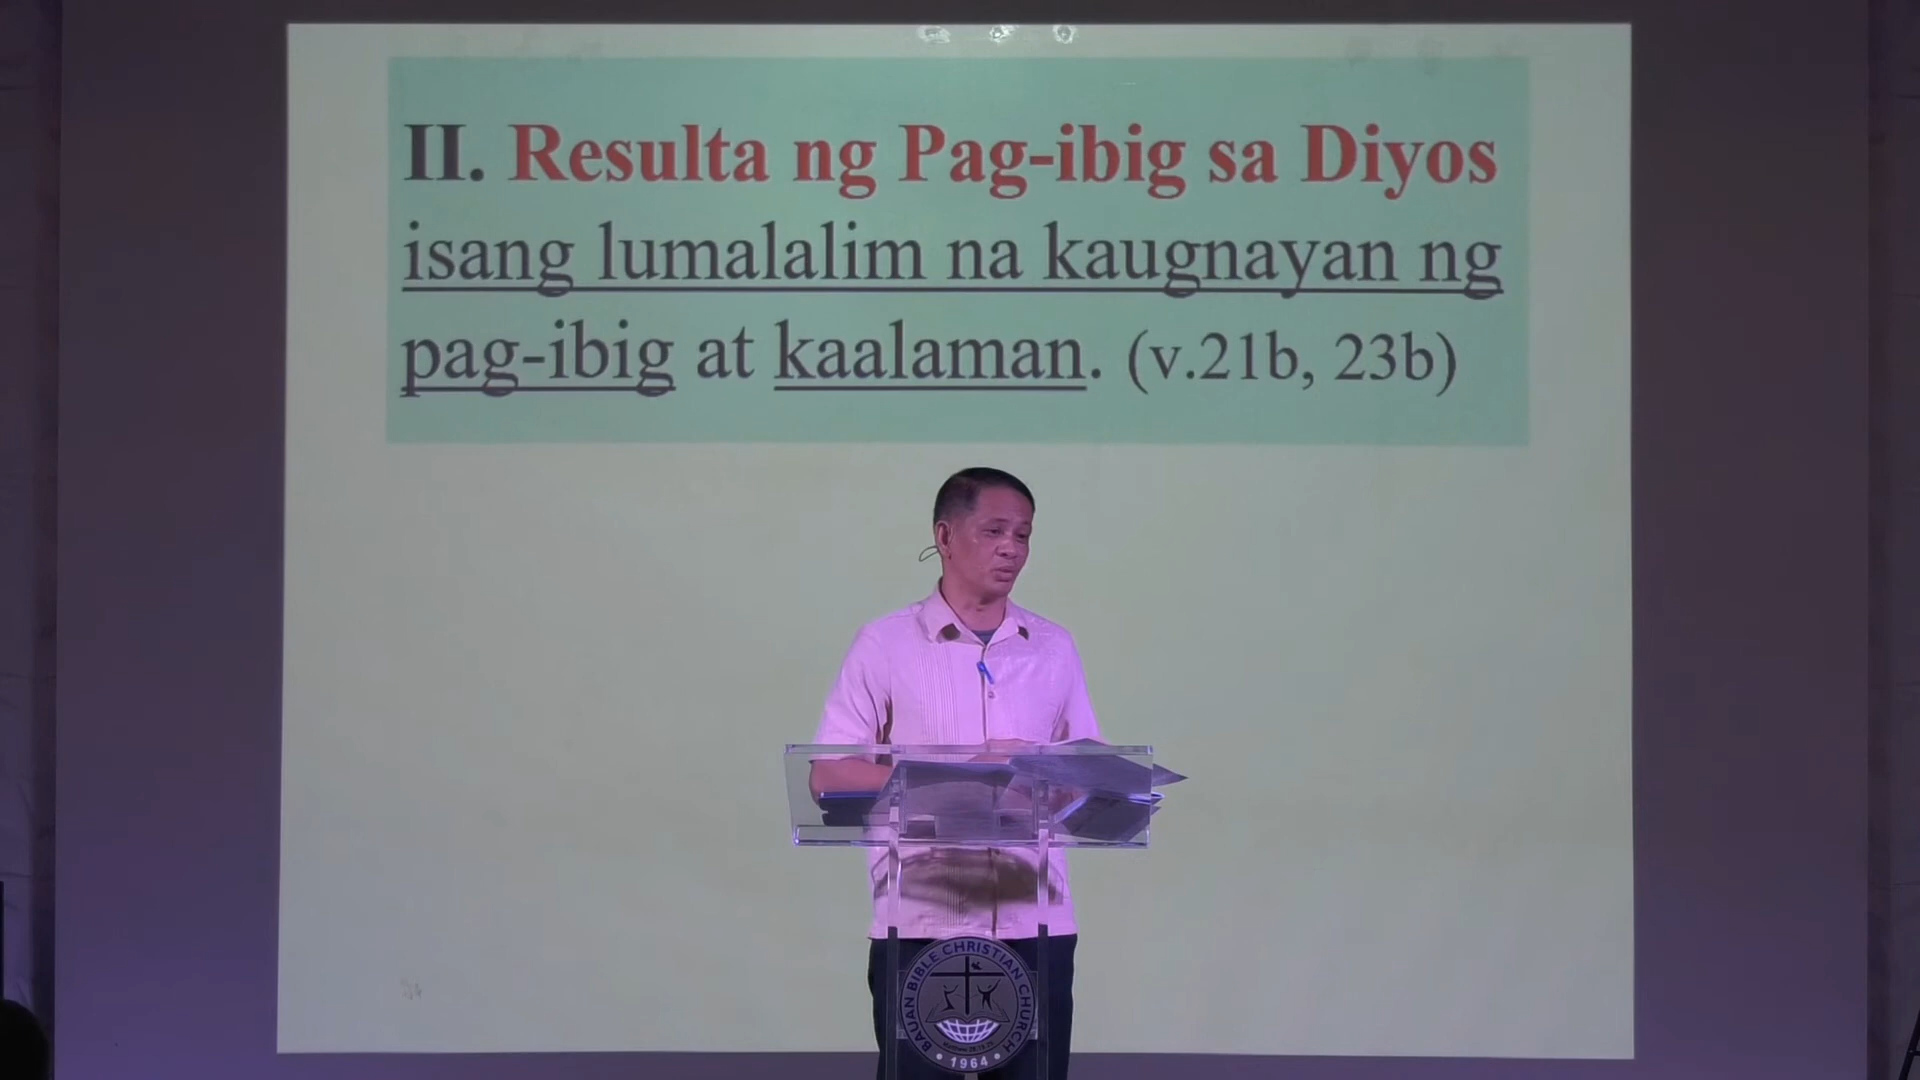 II. Resulta ng Pag-ibig sa Diyos
isang lumalalim na kaugnayan ng
pag-ibig at kaalaman. (v.21b, 23b)
BAUAN BIBLE CHRISTIAN CHURCH
• 1964 •